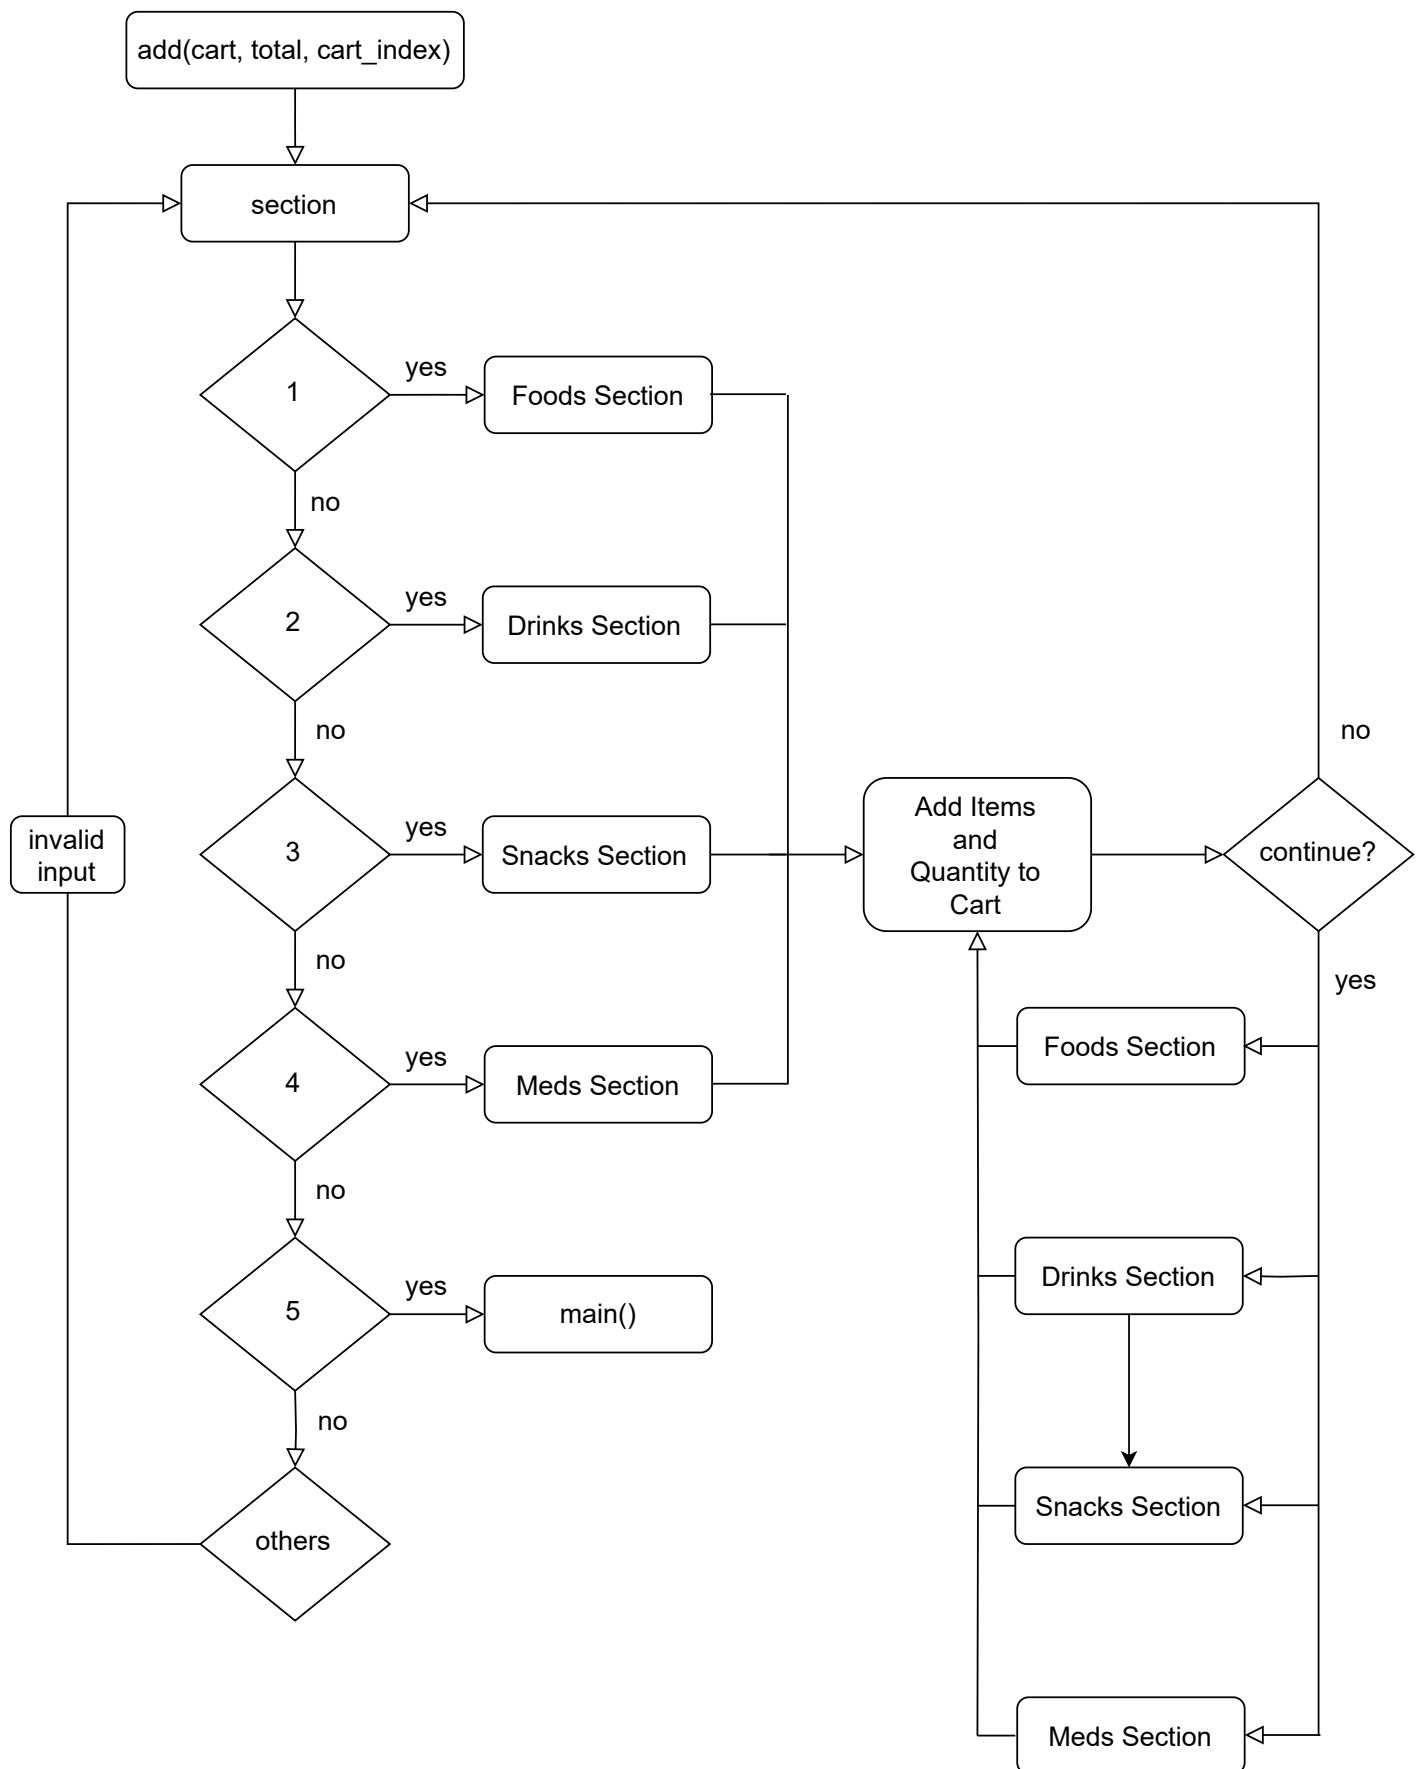 add(cart, total, cart_index)
section
1
yes
Foods Section
no
2
yes
Drinks Section
no
3
yes
Snacks Section
no
4
yes
Meds Section
no
5
yes
main()
no
others
invalid
input
Add Items
and
Quantity to
Cart
continue?
no
yes
Foods Section
Drinks Section
Snacks Section
Meds Section